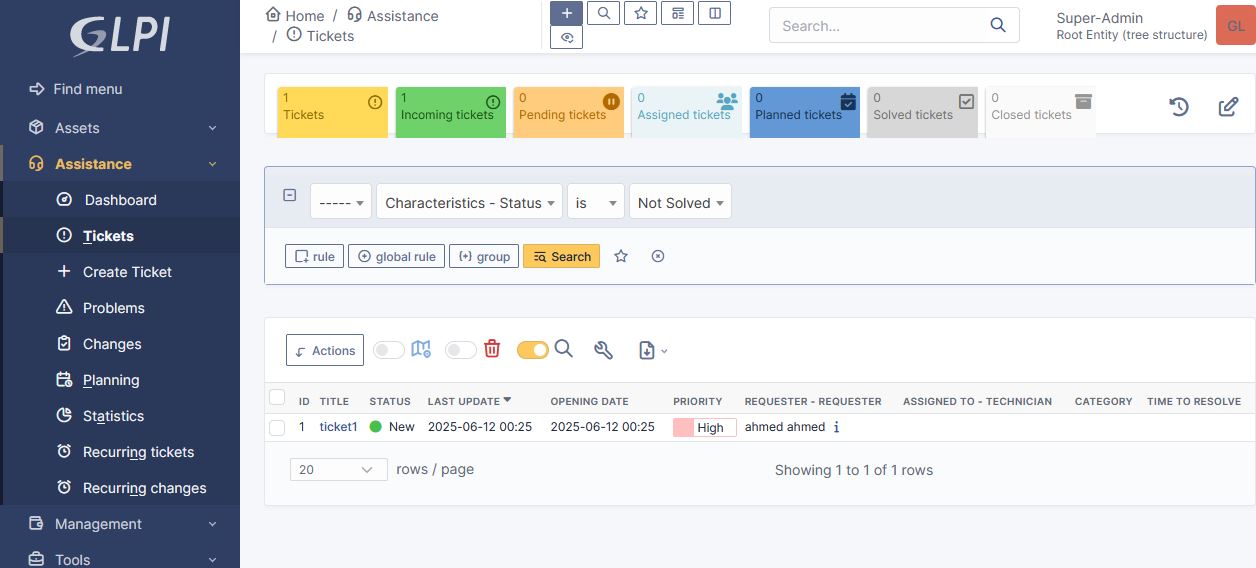 GLPI
Find menu
Assets
Assistance
Dashboard
Tickets
Create Ticket
Problems
Changes
Planning
Statistics
Recurring tickets
Recurring changes
Management
Tools
Home / Assistance
/ Tickets
Search...
Super-Admin
Root Entity (tree structure)
GL
1
Tickets
1
Incoming tickets
0
Pending tickets
0
Assigned tickets
0
Planned tickets
0
Solved tickets
0
Closed tickets
----- Characteristics - Status is Not Solved
rule global rule (+) group Search
Actions
ID TITLE STATUS LAST UPDATE OPENING DATE PRIORITY REQUESTER - REQUESTER ASSIGNED TO - TECHNICIAN CATEGORY TIME TO RESOLVE
1 ticket1 New 2025-06-12 00:25 2025-06-12 00:25 High ahmed ahmed i
20 rows / page Showing 1 to 1 of 1 rows